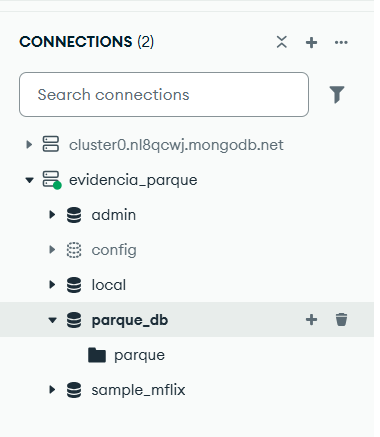 CONNECTIONS (2)
Search connections
cluster0.nl8qcwj.mongodb.net
evidencia_parque
admin
config
local
parque_db
parque
sample_mflix